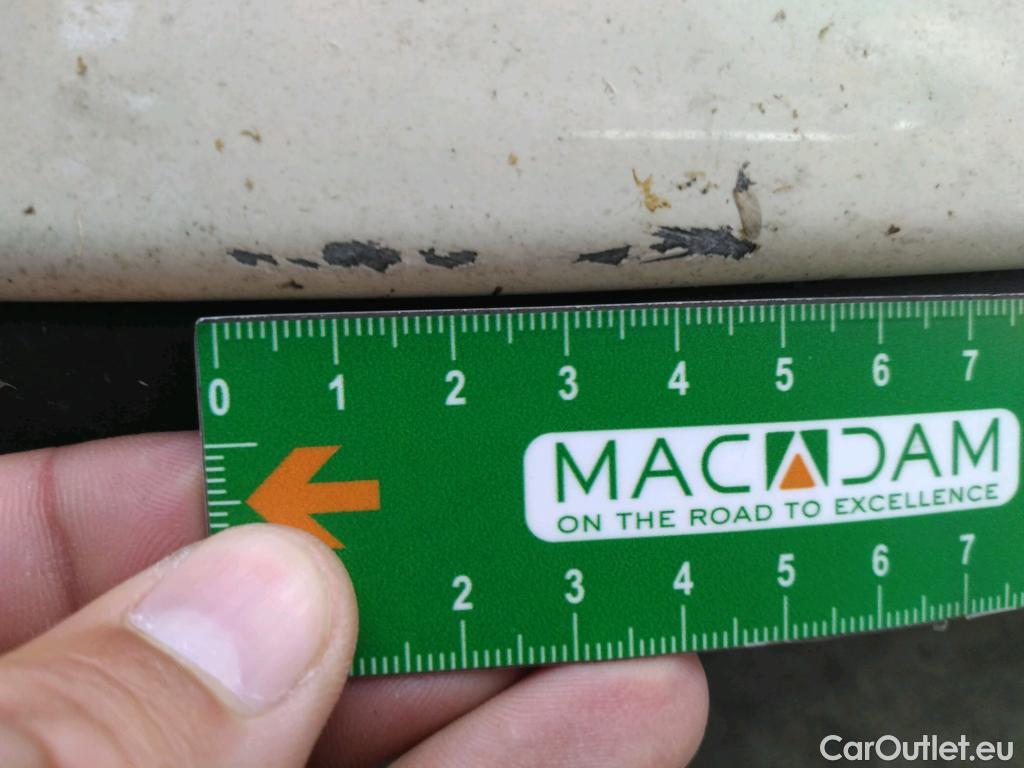 0 1 2 3 4 5 6 7
MACADAM
ON THE ROAD TO EXCELLENCE
2 3 4 5 6 7
CarOutlet.eu